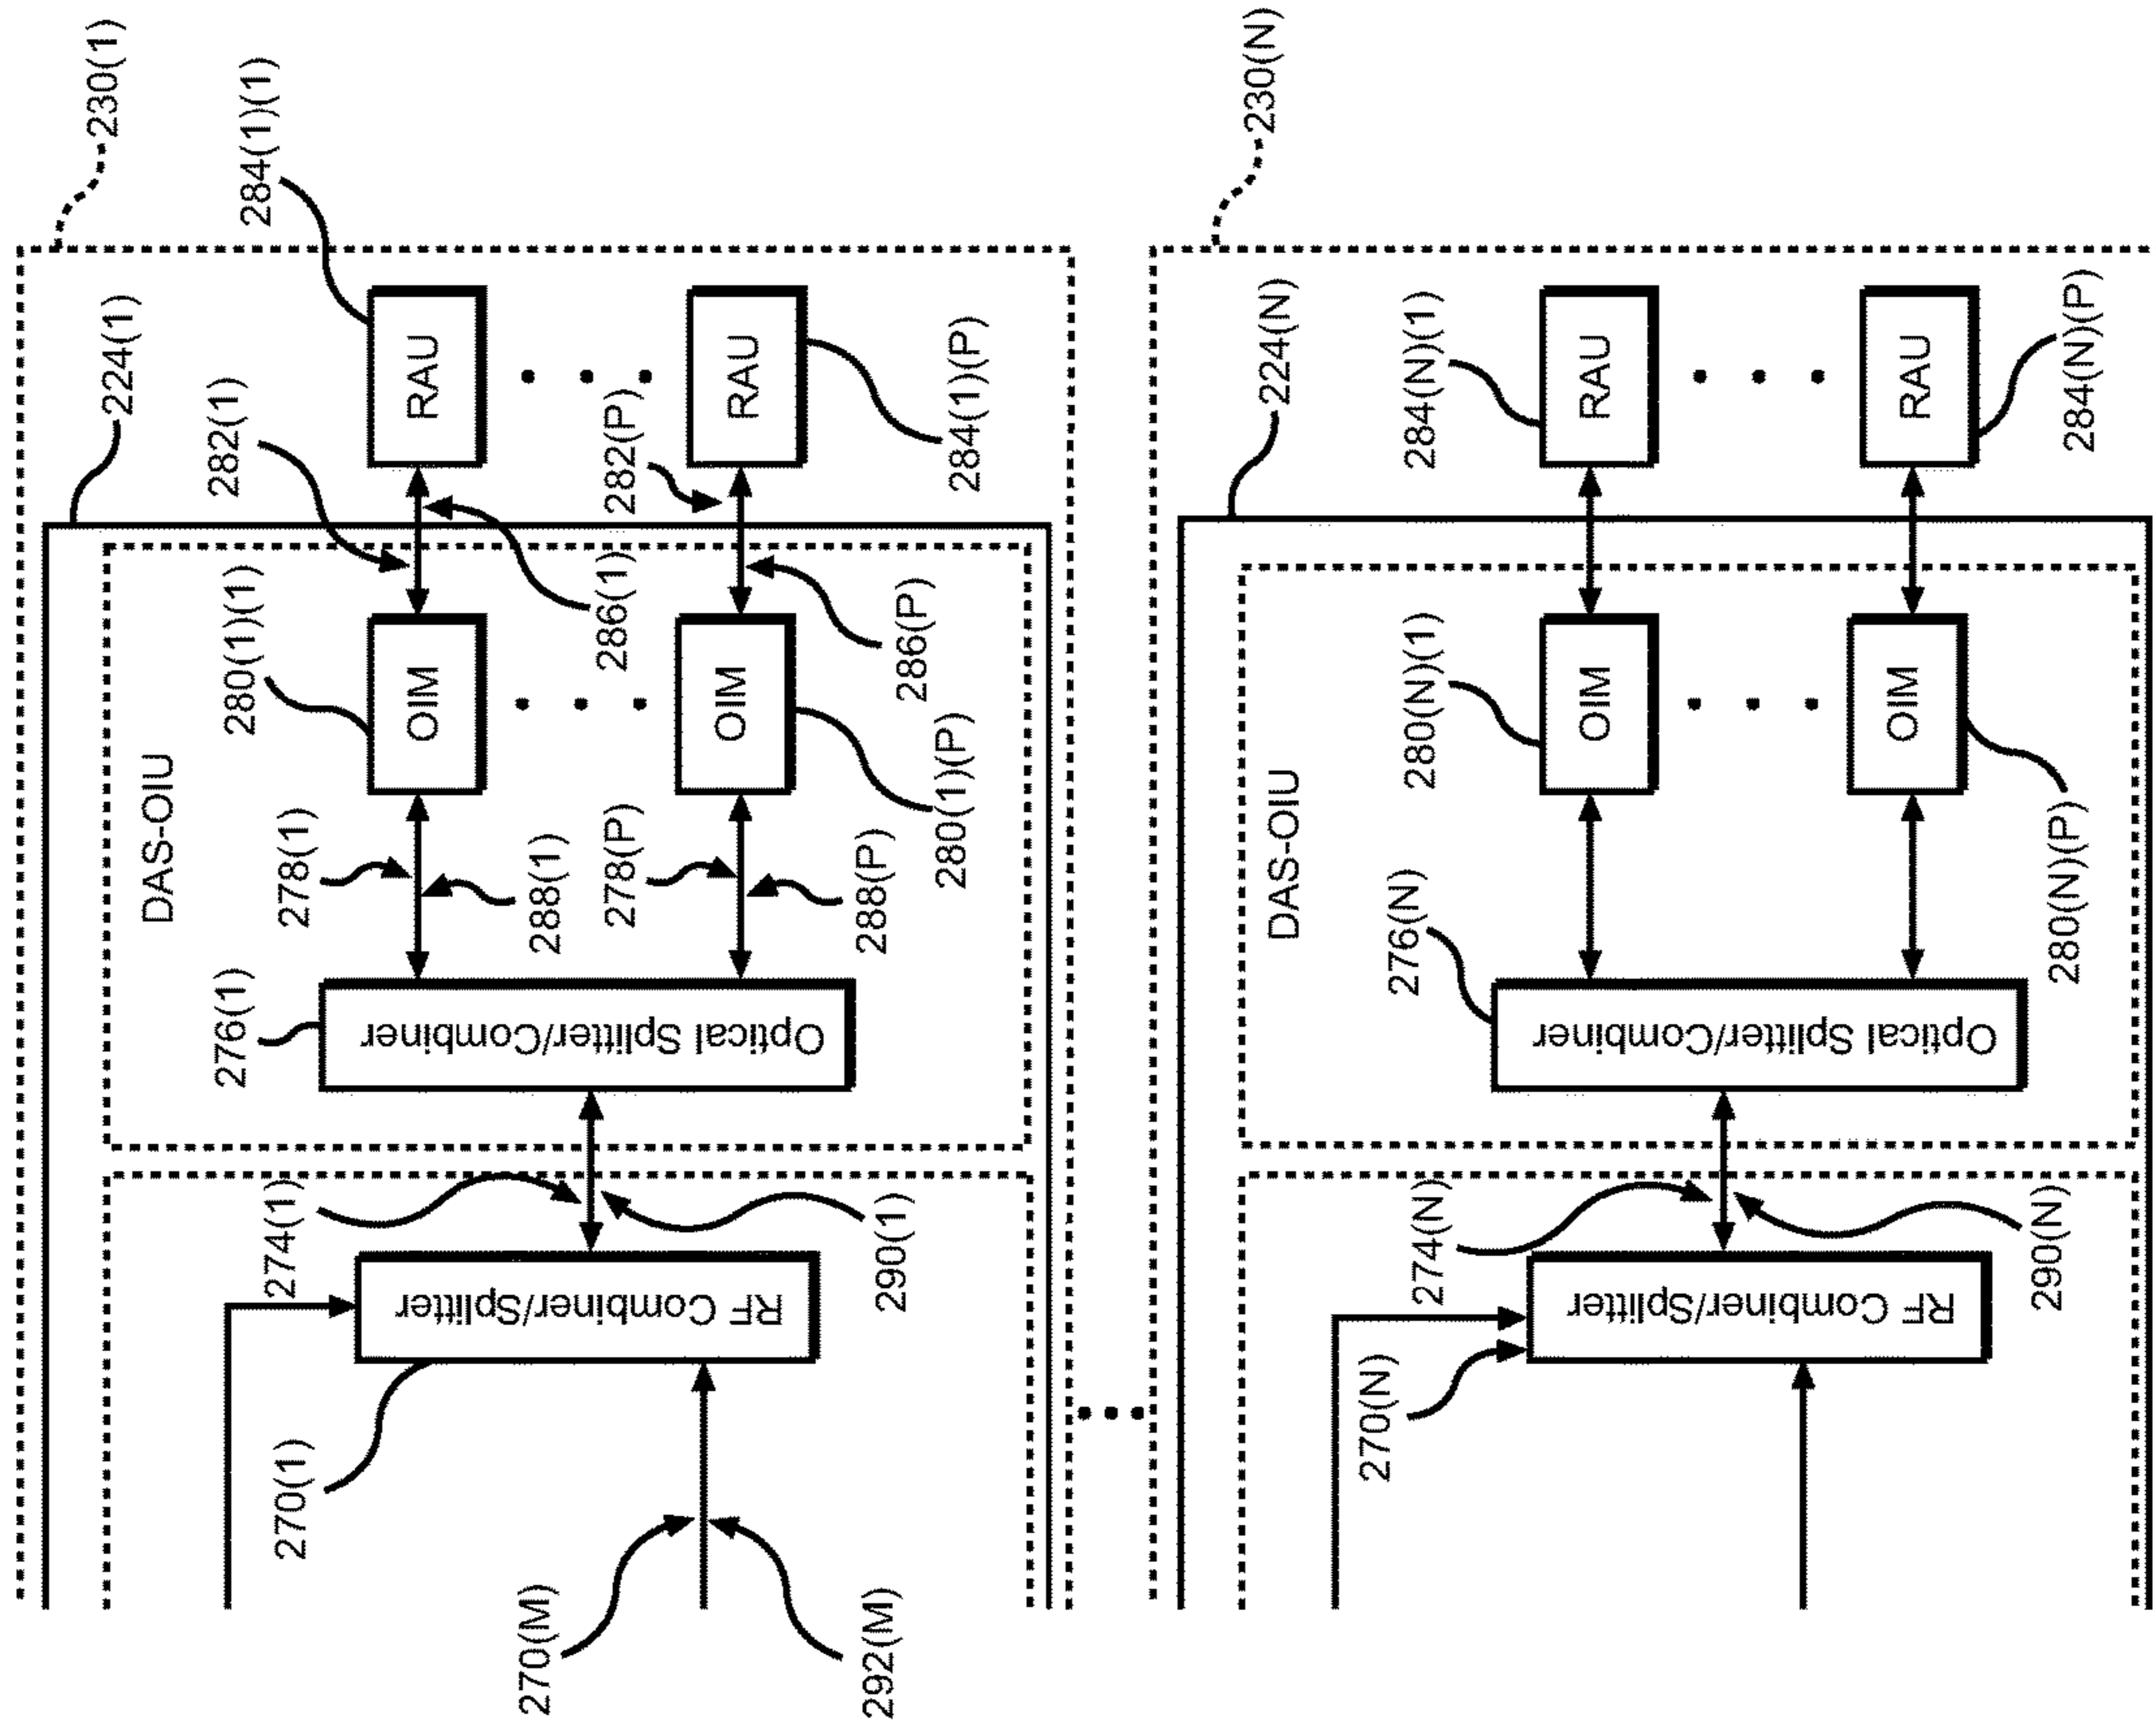 230(1)
284(1)(1)
224(1)
282(1)
RAU
282(P)
RAU
284(1)(P)
280(1)(1)
286(1)
286(P)
DAS-OIU
OIM
OIM
280(1)(P)
278(1)
288(1)
278(P)
288(P)
276(1)
Optical Splitter/Combiner
274(1)
290(1)
RF Combiner/Splitter
270(1)
270(M)
292(M)
230(N)
224(N)
284(N)(1)
RAU
RAU
284(N)(P)
280(N)(1)
DAS-OIU
OIM
OIM
280(N)(P)
276(N)
Optical Splitter/Combiner
274(N)
290(N)
RF Combiner/Splitter
270(N)